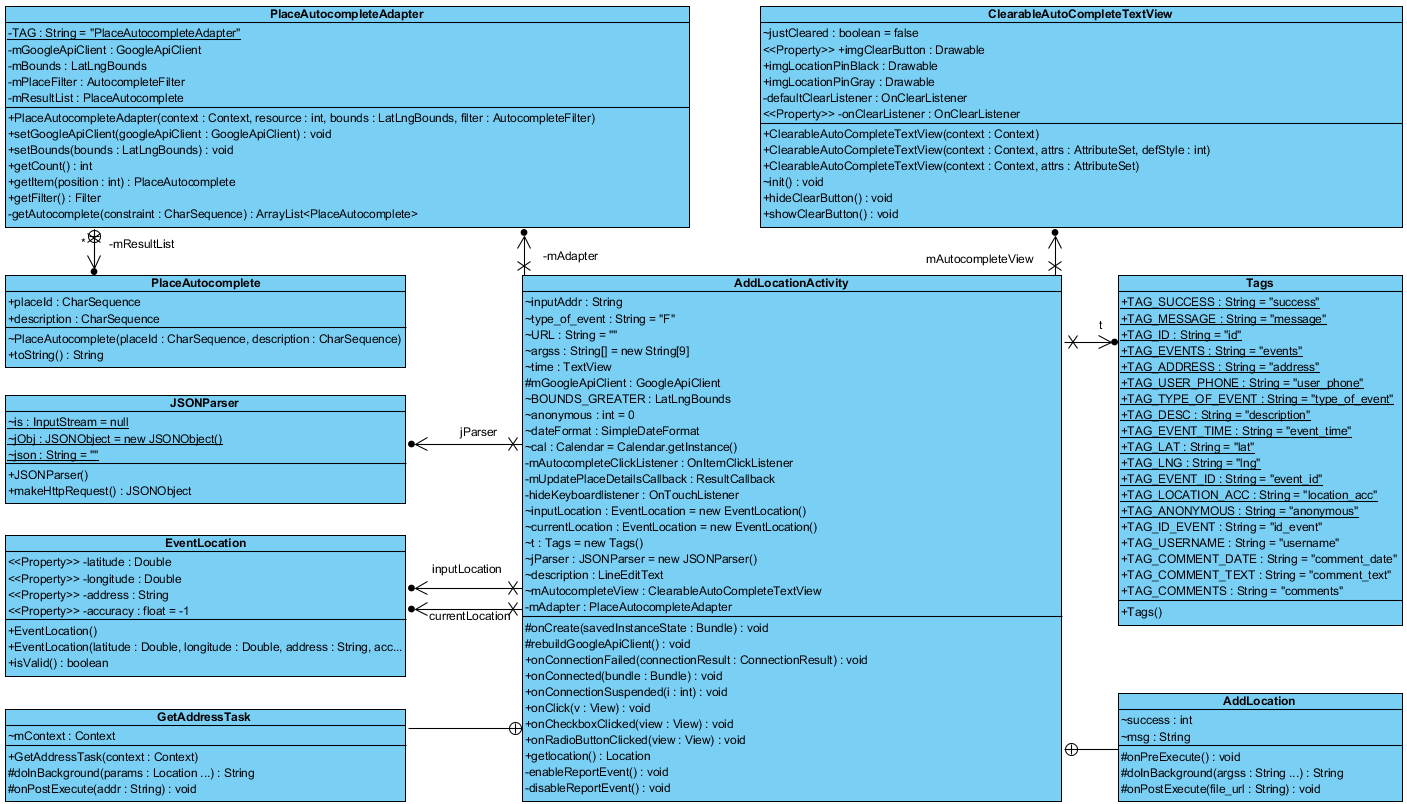 PlaceAutocompleteAdapter
-TAG : String = "PlaceAutocompleteAdapter"
-mGoogleApiClient : GoogleApiClient
-mBounds : LatLngBounds
-mPlaceFilter : AutocompleteFilter
-mResultList : PlaceAutocomplete
+PlaceAutocompleteAdapter(context : Context, resource : int, bounds : LatLngBounds, filter : AutocompleteFilter)
+setGoogleApiClient(googleApiClient : GoogleApiClient) : void
+setBounds(bounds : LatLngBounds) : void
+getCount() : int
+getItem(position : int) : PlaceAutocomplete
+getFilter() : Filter
-getAutocomplete(constraint : CharSequence) : ArrayList<PlaceAutocomplete>
ClearableAutoCompleteTextView
~justCleared : boolean = false
<<Property>> +imgClearButton : Drawable
+imgLocationPinBlack : Drawable
+imgLocationPinGray : Drawable
-defaultClearListener : OnClearListener
<<Property>> -onClearListener : OnClearListener
+ClearableAutoCompleteTextView(context : Context)
+ClearableAutoCompleteTextView(context : Context, attrs : AttributeSet, defStyle : int)
+ClearableAutoCompleteTextView(context : Context, attrs : AttributeSet)
~init() : void
+hideClearButton() : void
+showClearButton() : void
*
-mResultList
-mAdapter
mAutocompleteView
PlaceAutocomplete
+placeId : CharSequence
+description : CharSequence
~PlaceAutocomplete(placeId : CharSequence, description : CharSequence)
+toString() : String
JSONParser
~is : InputStream = null
~jObj : JSONObject = new JSONObject()
~json : String = ""
+JSONParser()
+makeHttpRequest() : JSONObject
jParser
EventLocation
<<Property>> -latitude : Double
<<Property>> -longitude : Double
<<Property>> -address : String
<<Property>> -accuracy : float = -1
+EventLocation()
+EventLocation(latitude : Double, longitude : Double, address : String, acc...
+isValid() : boolean
inputLocation
currentLocation
GetAddressTask
~mContext : Context
+GetAddressTask(context : Context)
#doInBackground(params : Location ...) : String
#onPostExecute(addr : String) : void
AddLocationActivity
~inputAddr : String
~type_of_event : String = "F"
~URL : String = ""
~argss : String[] = new String[9]
~time : TextView
#mGoogleApiClient : GoogleApiClient
~BOUNDS_GREATER : LatLngBounds
~anonymous : int = 0
~dateFormat : SimpleDateFormat
~cal : Calendar = Calendar.getInstance()
-mAutocompleteClickListener : OnItemClickListener
-mUpdatePlaceDetailsCallback : ResultCallback
-hideKeyboardlistener : OnTouchListener
~inputLocation : EventLocation = new EventLocation()
~currentLocation : EventLocation = new EventLocation()
~t : Tags = new Tags()
~jParser : JSONParser = new JSONParser()
~description : LineEditText
~mAutocompleteView : ClearableAutoCompleteTextView
-mAdapter : PlaceAutocompleteAdapter
#onCreate(savedInstanceState : Bundle) : void
#rebuildGoogleApiClient() : void
+onConnectionFailed(connectionResult : ConnectionResult) : void
+onConnected(bundle : Bundle) : void
+onConnectionSuspended(i : int) : void
+onClick(v : View) : void
+onCheckboxClicked(view : View) : void
+onRadioButtonClicked(view : View) : void
+getlocation() : Location
-enableReportEvent() : void
-disableReportEvent() : void
t
Tags
+TAG_SUCCESS : String = "success"
+TAG_MESSAGE : String = "message"
+TAG_ID : String = "id"
+TAG_EVENTS : String = "events"
+TAG_ADDRESS : String = "address"
+TAG_USER_PHONE : String = "user_phone"
+TAG_TYPE_OF_EVENT : String = "type_of_event"
+TAG_DESC : String = "description"
+TAG_EVENT_TIME : String = "event_time"
+TAG_LAT : String = "lat"
+TAG_LNG : String = "lng"
+TAG_EVENT_ID : String = "event_id"
+TAG_LOCATION_ACC : String = "location_acc"
+TAG_ANONYMOUS : String = "anonymous"
+TAG_ID_EVENT : String = "id_event"
+TAG_USERNAME : String = "username"
+TAG_COMMENT_DATE : String = "comment_date"
+TAG_COMMENT_TEXT : String = "comment_text"
+TAG_COMMENTS : String = "comments"
+Tags()
AddLocation
~success : int
~msg : String
#onPreExecute() : void
#doInBackground(argss : String ...) : String
#onPostExecute(file_url : String) : void